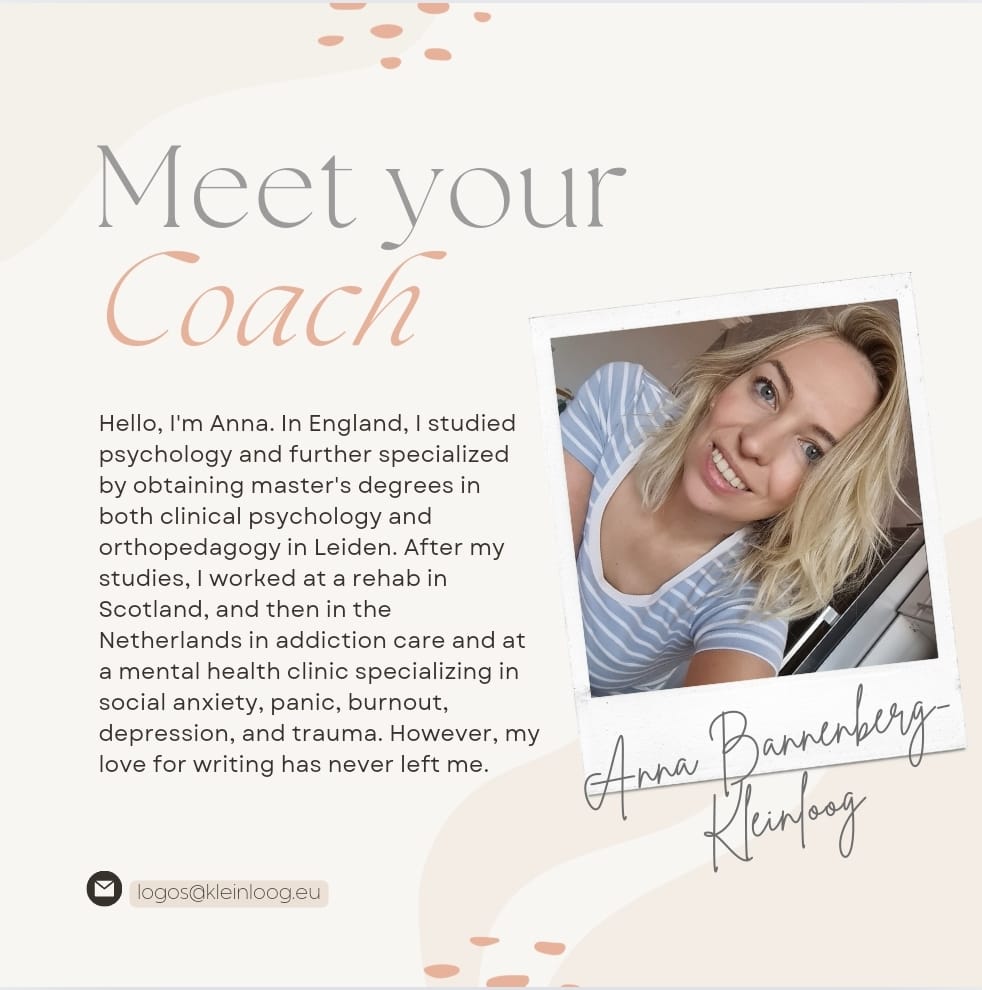 Meet your
Coach
Hello, I'm Anna. In England, I studied
psychology and further specialized
by obtaining master's degrees in
both clinical psychology and
orthopedagogy in Leiden. After my
studies, I worked at a rehab in
Scotland, and then in the
Netherlands in addiction care and at
a mental health clinic specializing in
social anxiety, panic, burnout,
depression, and trauma. However, my
love for writing has never left me.
Anna Bannenberg-
Kleinloog
logos@kleinloog.eu